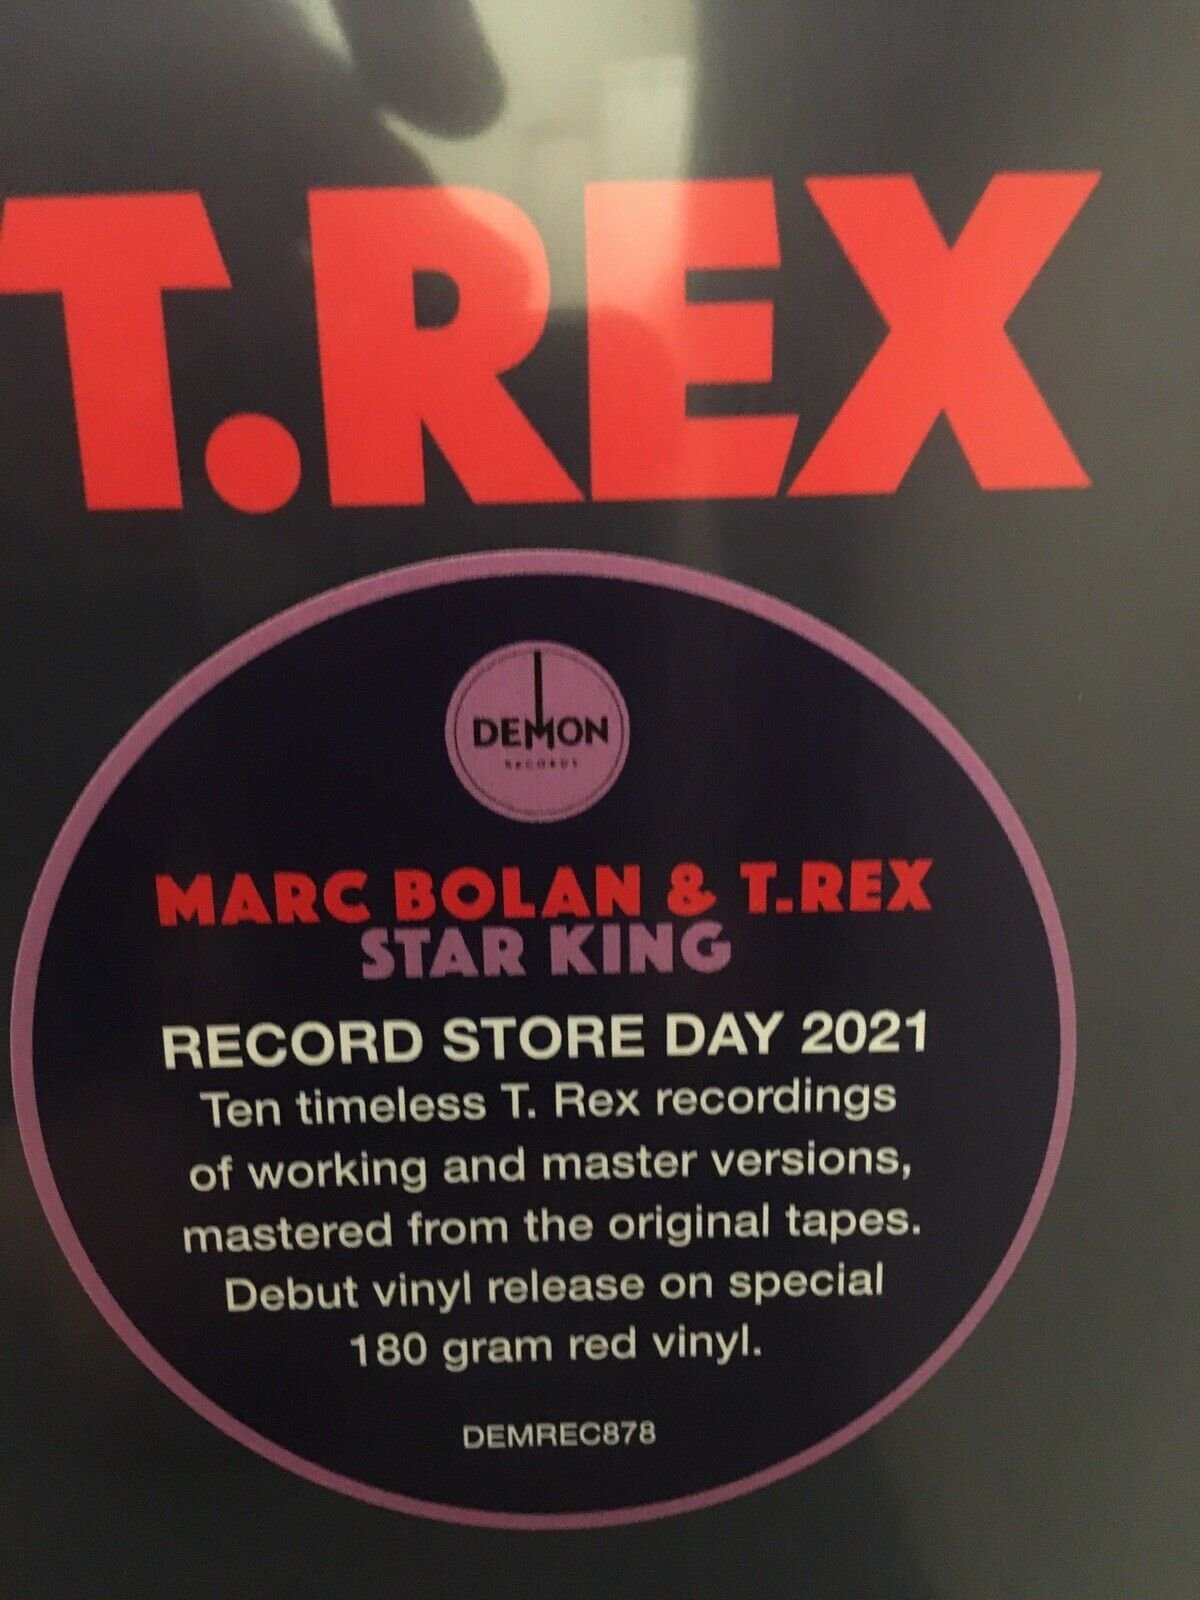 T.REX
DEMON
RECORDS
MARC BOLAN & T.REX
STAR KING
RECORD STORE DAY 2021
Ten timeless T. Rex recordings
of working and master versions,
mastered from the original tapes.
Debut vinyl release on special
180 gram red vinyl.
DEMREC878